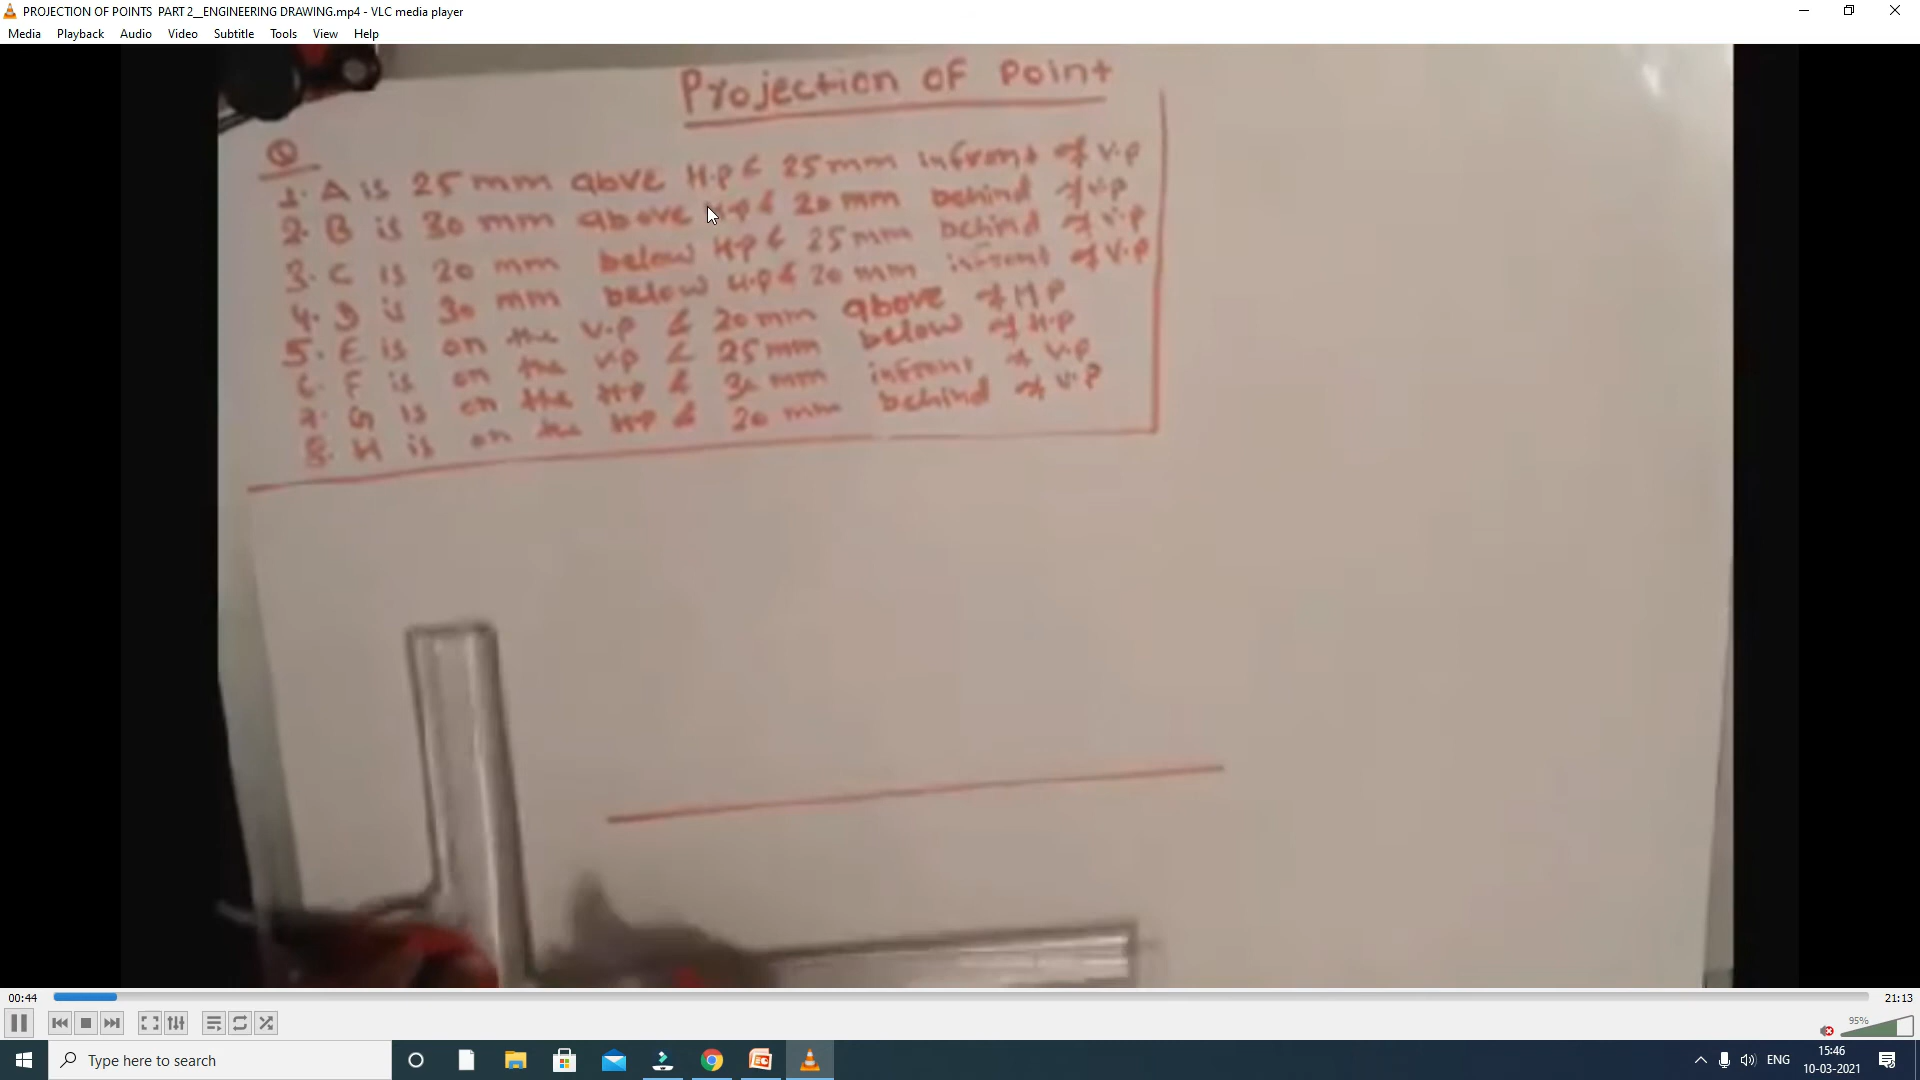 PROJECTION OF POINTS PART 2__ENGINEERING DRAWING.mp4 - VLC media player
Media Playback Audio Video Subtitle Tools View Help
Projection OF Point
Q
1. A is 25 mm abve H.P & 25 mm infront of V.P
2. B is 30 mm above H.P & 20 mm behind of V.P
3. C is 20 mm below H.P & 25 mm behind of V.P
4. D is 30 mm below H.P & 20 mm infront of V.P
5. E is on the V.P & 20 mm above of H.P
6. F is on the V.P & 25 mm below of H.P
7. G is on the H.P & 30 mm infront of V.P
8. H is on the H.P & 20 mm behind of V.P
00:44 21:13
95%
Type here to search
ENG
15:46
10-03-2021